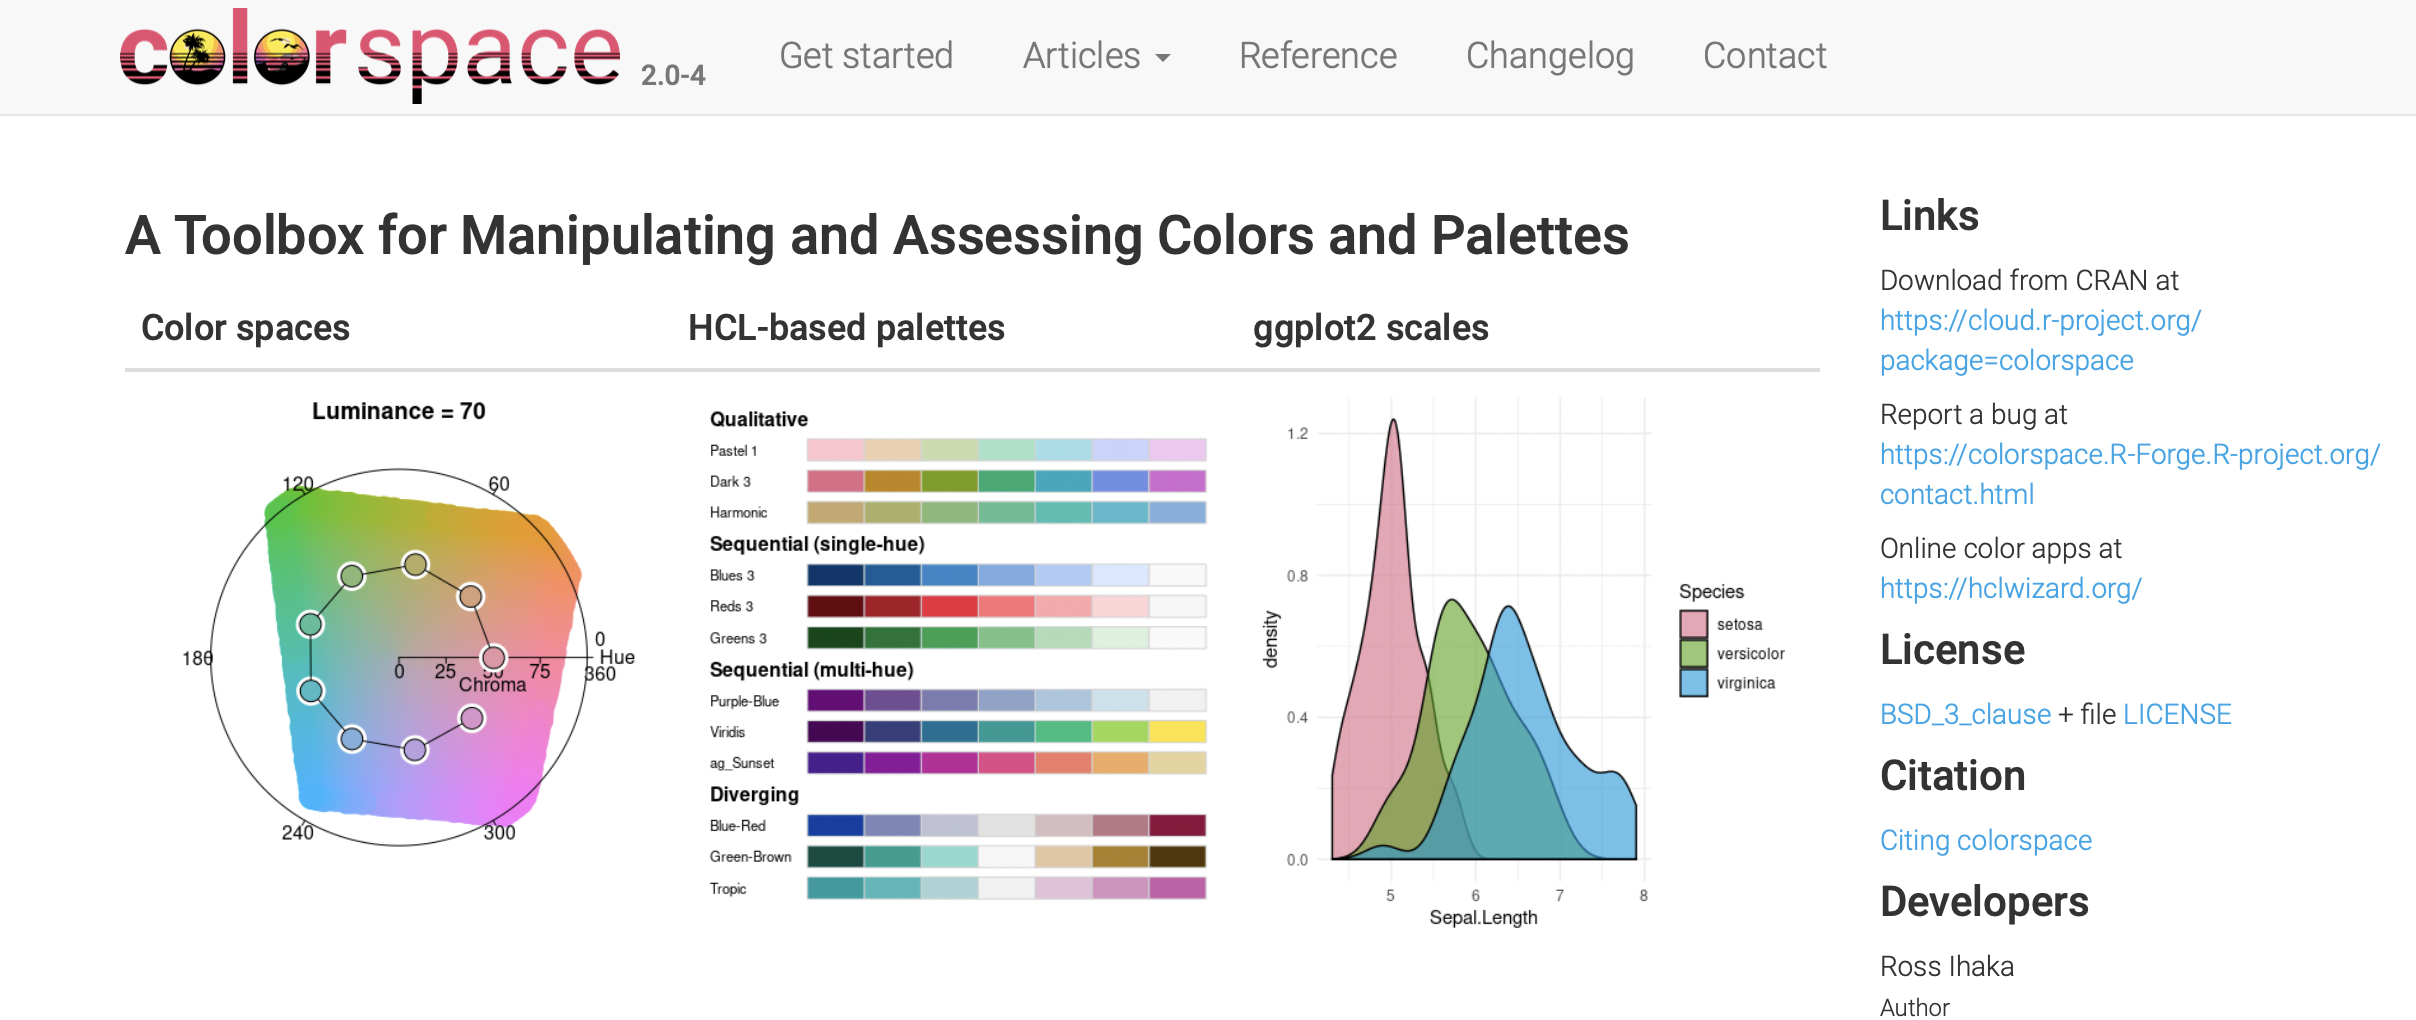 colorspace 2.0-4 Get started Articles Reference Changelog Contact
A Toolbox for Manipulating and Assessing Colors and Palettes
Color spaces
Luminance = 70
120
60
180
0
Hue
360
0 25 50 75
Chroma
240
300
HCL-based palettes
Qualitative
Pastel 1
Dark 3
Harmonic
Sequential (single-hue)
Blues 3
Reds 3
Greens 3
Sequential (multi-hue)
Purple-Blue
Viridis
ag_Sunset
Diverging
Blue-Red
Green-Brown
Tropic
ggplot2 scales
1.2
0.8
0.4
0.0
density
5 6 7 8
Sepal.Length
Species
setosa
versicolor
virginica
Links
Download from CRAN at
https://cloud.r-project.org/
package=colorspace
Report a bug at
https://colorspace.R-Forge.R-project.org/
contact.html
Online color apps at
https://hclwizard.org/
License
BSD_3_clause + file LICENSE
Citation
Citing colorspace
Developers
Ross Ihaka
Author